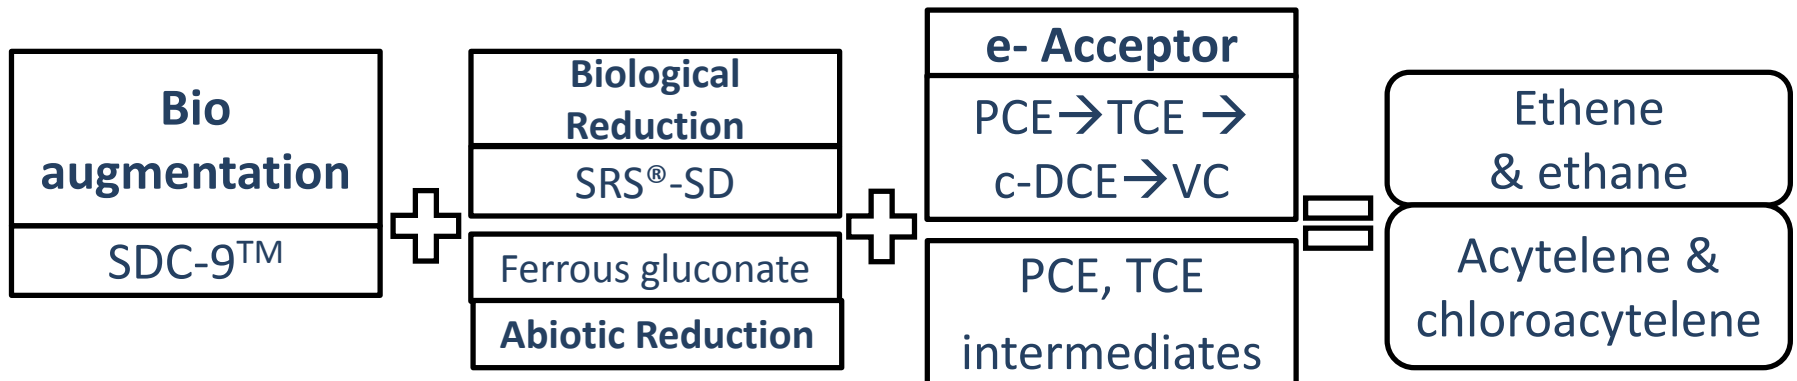 Bio
augmentation
SDC-9™
Biological
Reduction
SRS®-SD
Ferrous gluconate
Abiotic Reduction
e- Acceptor
PCE→TCE →
c-DCE→VC
PCE, TCE
intermediates
Ethene
& ethane
Acytelene &
chloroacytelene